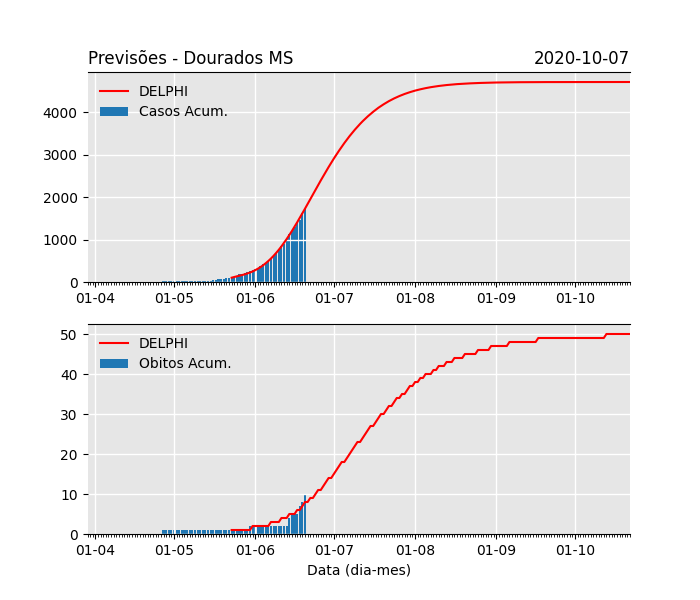 Previsões - Dourados MS 2020-10-07
DELPHI
Casos Acum.
4000
3000
2000
1000
0
01-04 01-05 01-06 01-07 01-08 01-09 01-10
DELPHI
Obitos Acum.
50
40
30
20
10
0
01-04 01-05 01-06 01-07 01-08 01-09 01-10
Data (dia-mes)